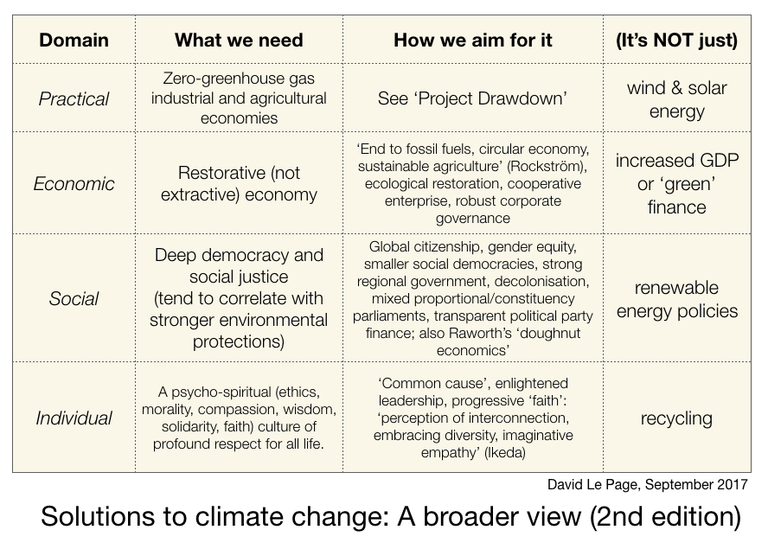 Domain
What we need
How we aim for it
(It's NOT just)
Practical
Zero-greenhouse gas
industrial and agricultural
economies
See ‘Project Drawdown’
wind & solar
energy
Economic
Restorative (not
extractive) economy
‘End to fossil fuels, circular economy,
sustainable agriculture’ (Rockström),
ecological restoration, cooperative
enterprise, robust corporate
governance
increased GDP
or ‘green’
finance
Social
Deep democracy and
social justice
(tend to correlate with
stronger environmental
protections)
Global citizenship, gender equity,
smaller social democracies, strong
regional government, decolonisation,
mixed proportional/constituency
parliaments, transparent political party
finance; also Raworth’s ‘doughnut
economics’
renewable
energy policies
Individual
A psycho-spiritual (ethics,
morality, compassion, wisdom,
solidarity, faith) culture of
profound respect for all life.
‘Common cause’, enlightened
leadership, progressive ‘faith’:
‘perception of interconnection,
embracing diversity, imaginative
empathy’ (Ikeda)
recycling
David Le Page, September 2017
Solutions to climate change: A broader view (2nd edition)